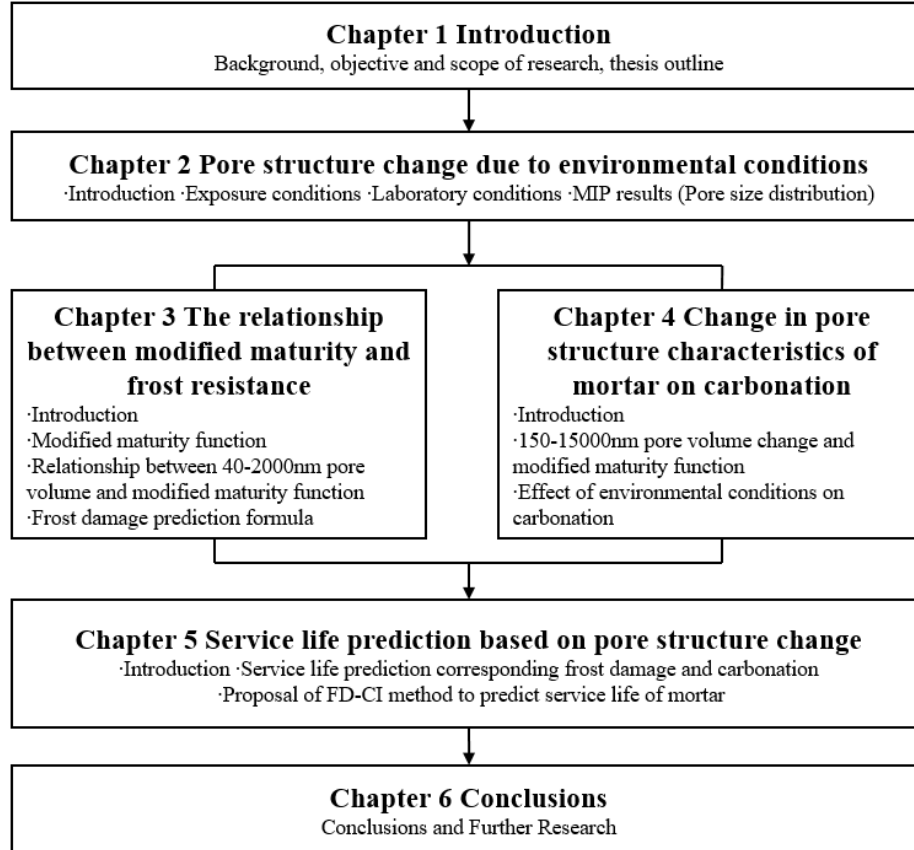 Chapter 1 Introduction
Background, objective and scope of research, thesis outline
Chapter 2 Pore structure change due to environmental conditions
·Introduction ·Exposure conditions ·Laboratory conditions ·MIP results (Pore size distribution)
Chapter 3 The relationship
between modified maturity and
frost resistance
·Introduction
·Modified maturity function
·Relationship between 40-2000nm pore
volume and modified maturity function
·Frost damage prediction formula
Chapter 4 Change in pore
structure characteristics of
mortar on carbonation
·Introduction
·150-15000nm pore volume change and
modified maturity function
·Effect of environmental conditions on
carbonation
Chapter 5 Service life prediction based on pore structure change
·Introduction ·Service life prediction corresponding frost damage and carbonation
·Proposal of FD-CI method to predict service life of mortar
Chapter 6 Conclusions
Conclusions and Further Research